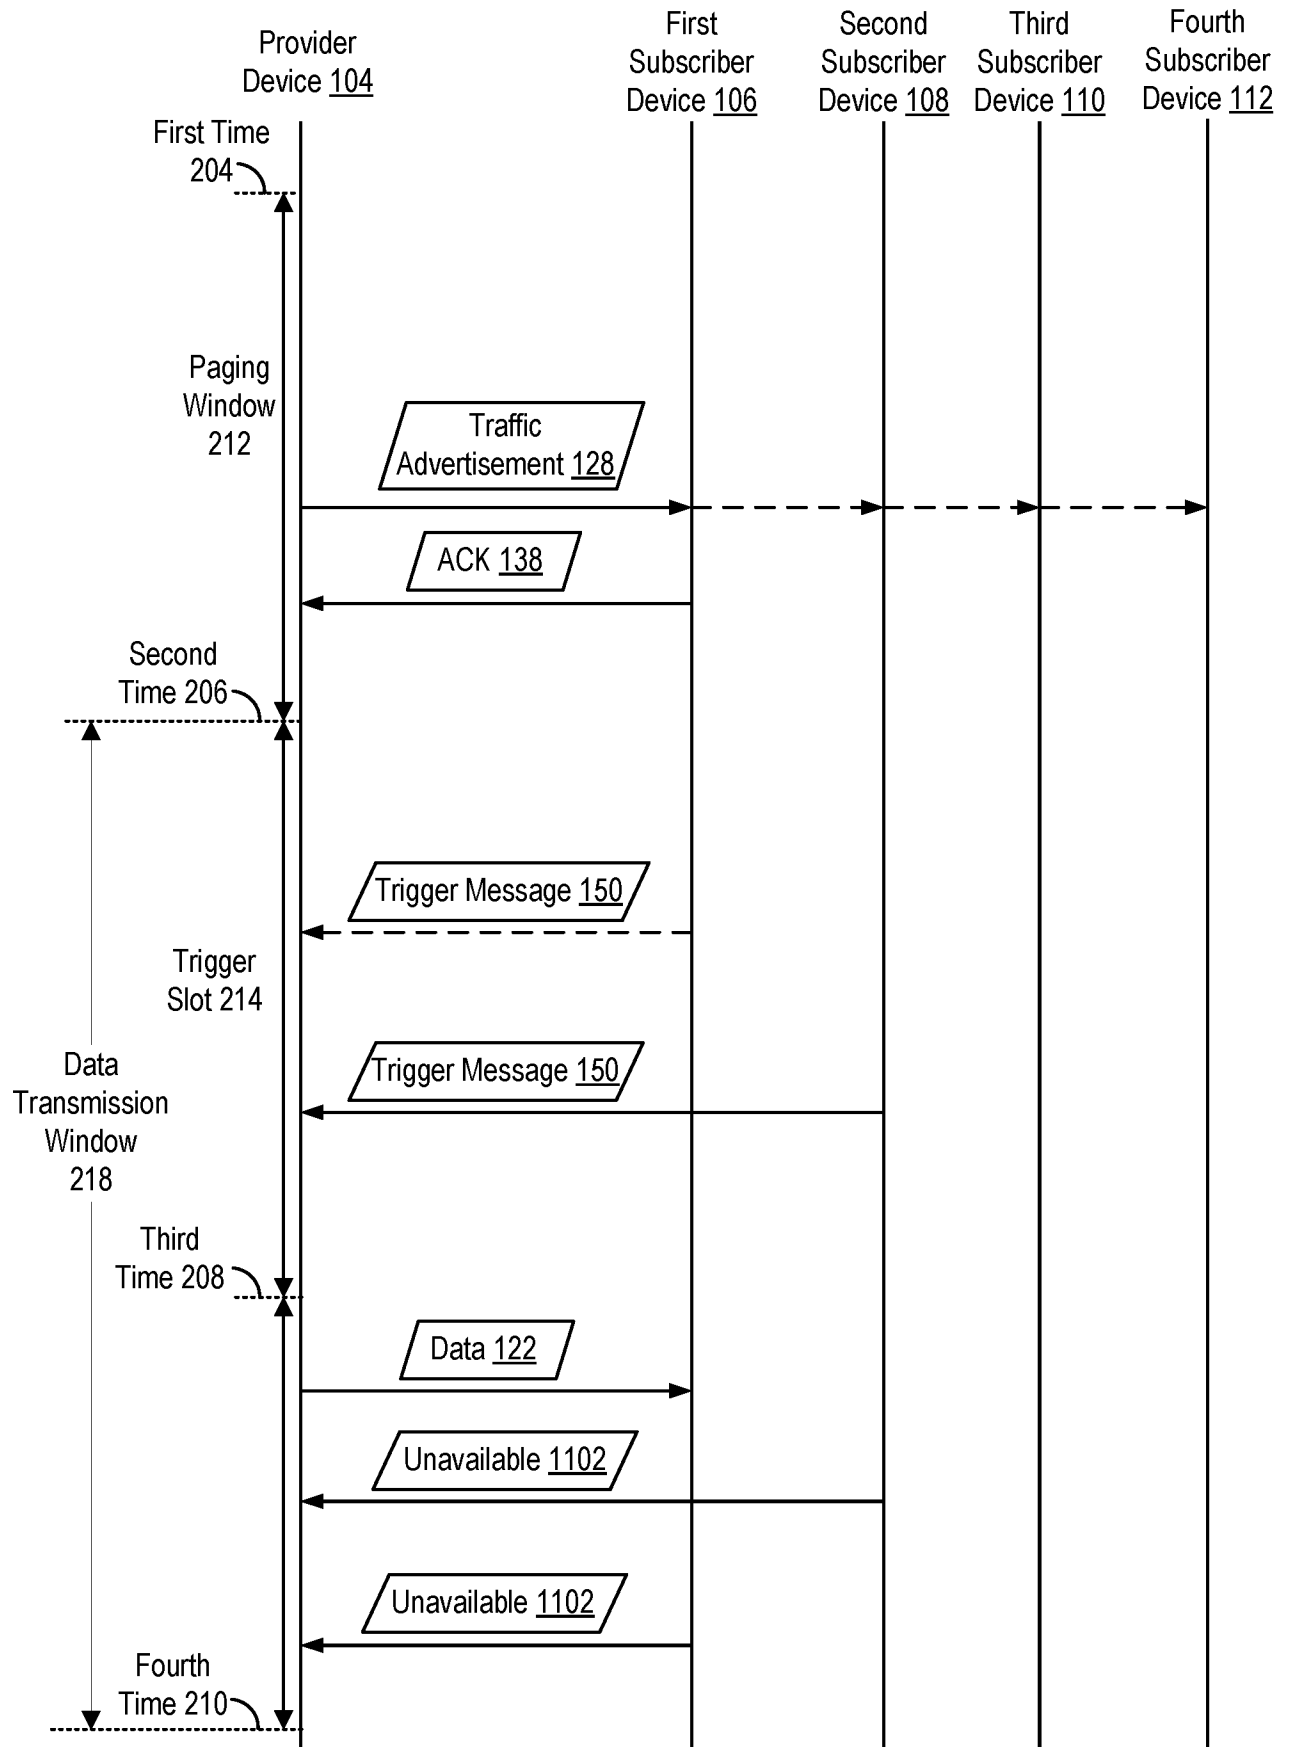 Provider
Device 104
First
Subscriber
Device 106
Second
Subscriber
Device 108
Third
Subscriber
Device 110
Fourth
Subscriber
Device 112
First Time
204
Paging
Window
212
Traffic
Advertisement 128
ACK 138
Second
Time 206
Trigger Message 150
Trigger
Slot 214
Trigger Message 150
Data
Transmission
Window
218
Third
Time 208
Data 122
Unavailable 1102
Unavailable 1102
Fourth
Time 210